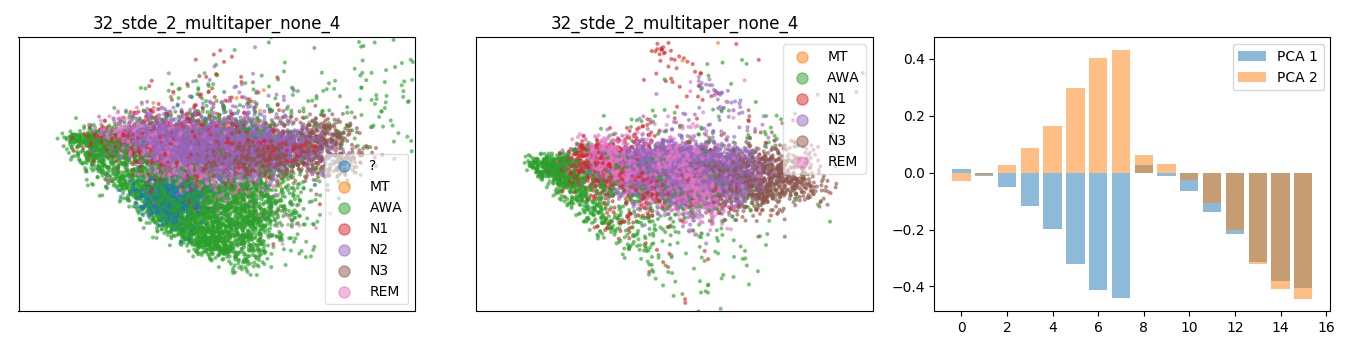 32_stde_2_multitaper_none_4
?
MT
AWA
N1
N2
N3
REM
32_stde_2_multitaper_none_4
MT
AWA
N1
N2
N3
REM
PCA 1
PCA 2
0.4
0.2
0.0
−0.2
−0.4
0 2 4 6 8 10 12 14 16